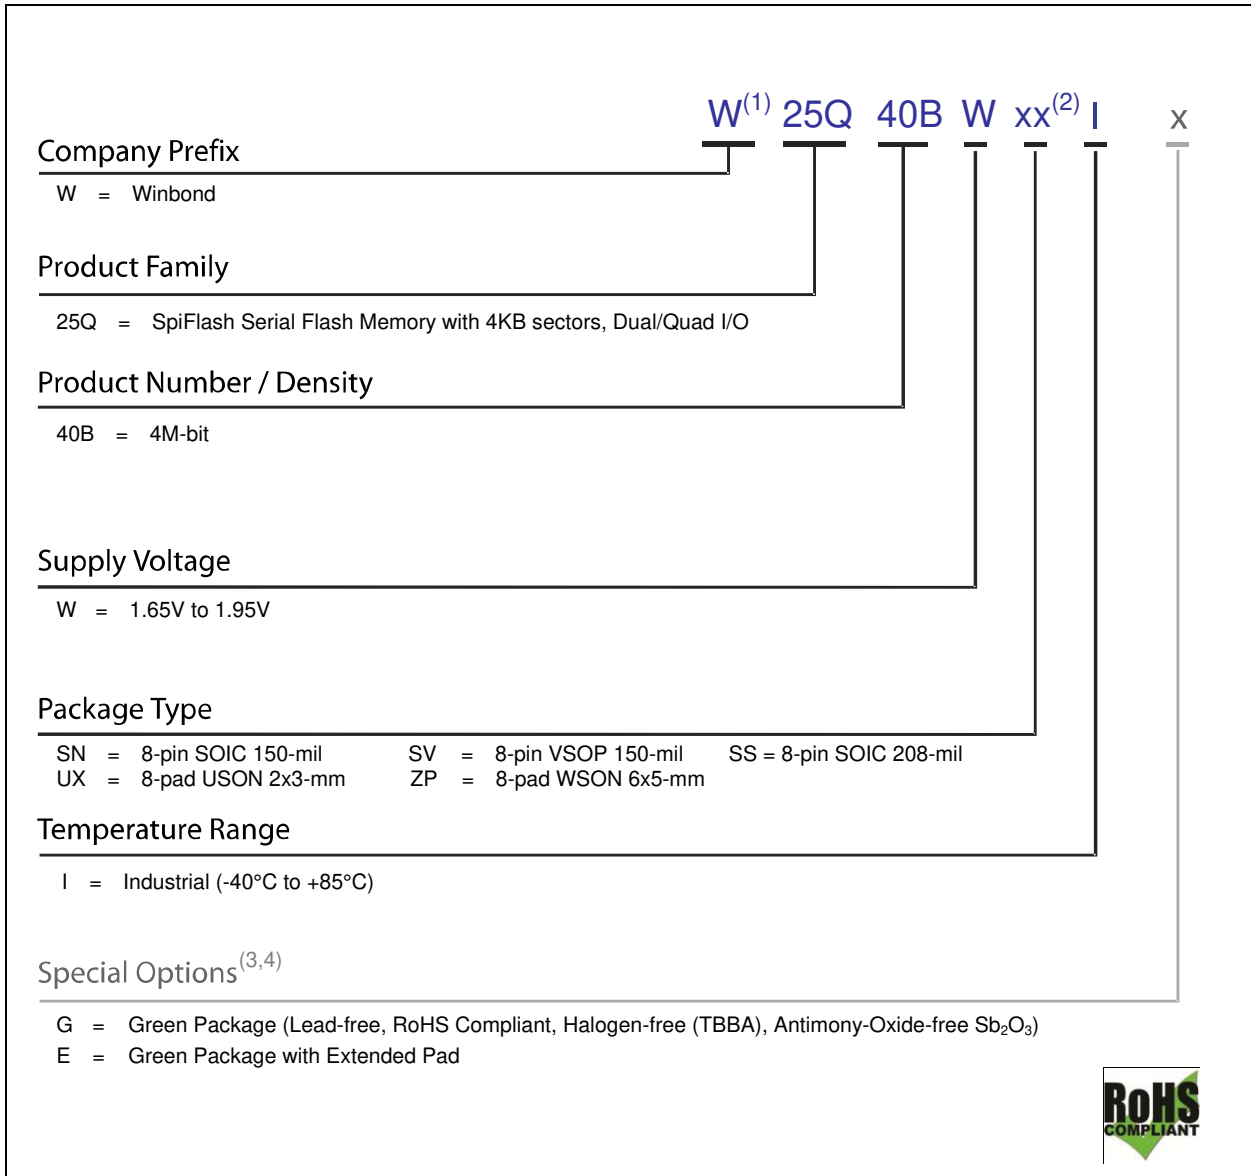 W(1) 25Q 40B W xx(2) I x
Company Prefix
W = Winbond
Product Family
25Q = SpiFlash Serial Flash Memory with 4KB sectors, Dual/Quad I/O
Product Number / Density
40B = 4M-bit
Supply Voltage
W = 1.65V to 1.95V
Package Type
SN = 8-pin SOIC 150-mil SV = 8-pin VSOP 150-mil SS = 8-pin SOIC 208-mil
UX = 8-pad USON 2x3-mm ZP = 8-pad WSON 6x5-mm
Temperature Range
I = Industrial (-40°C to +85°C)
Special Options(3,4)
G = Green Package (Lead-free, RoHS Compliant, Halogen-free (TBBA), Antimony-Oxide-free Sb₂O₃)
E = Green Package with Extended Pad
RoHS
COMPLIANT